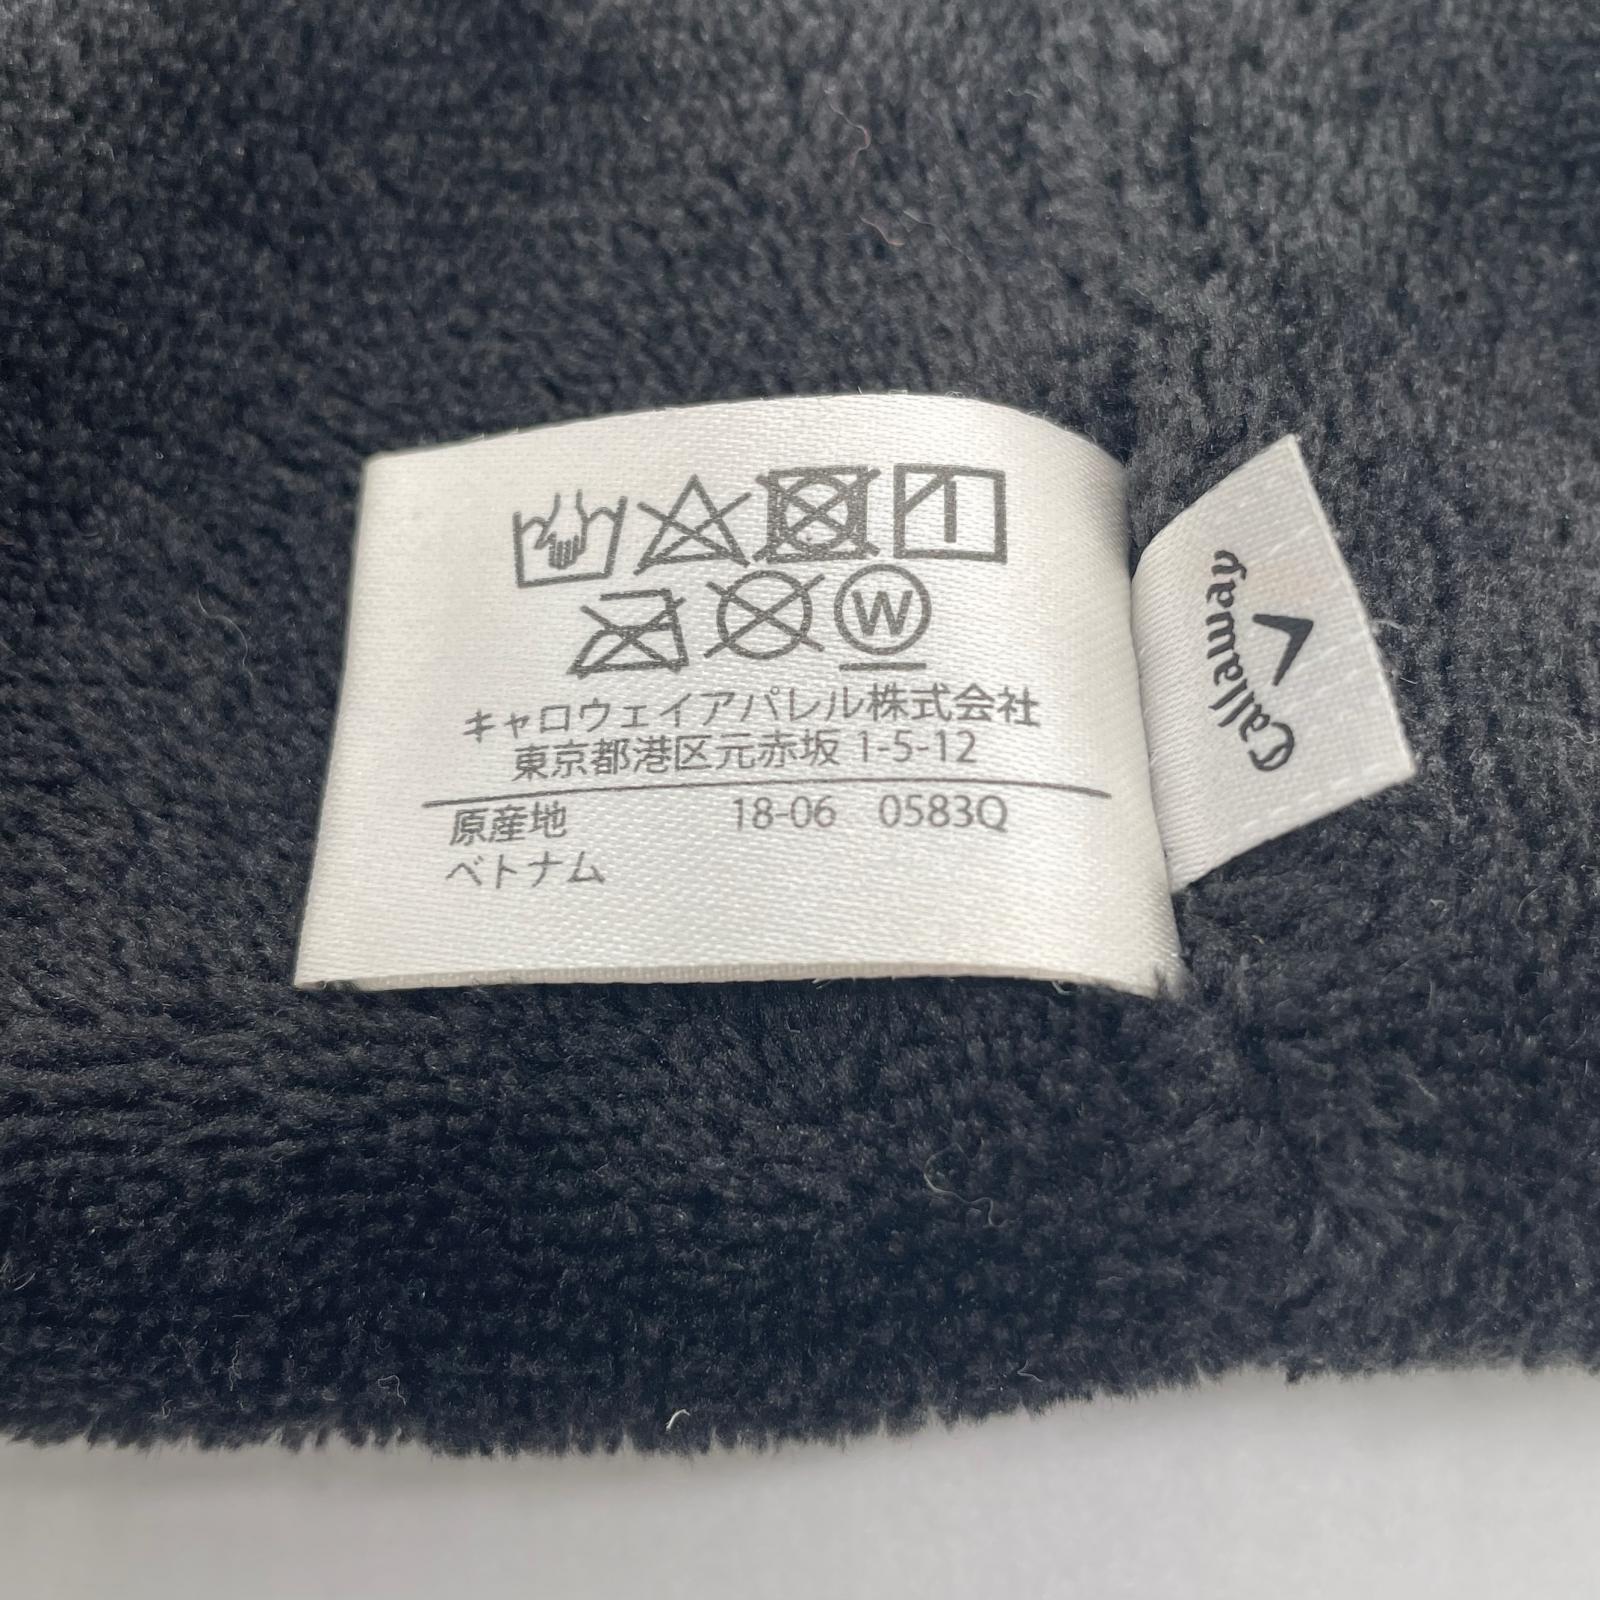 W
キャロウェイアパレル株式会社
東京都港区元赤坂 1-5-12
原産地 18-06 0583Q
ベトナム
Callaway